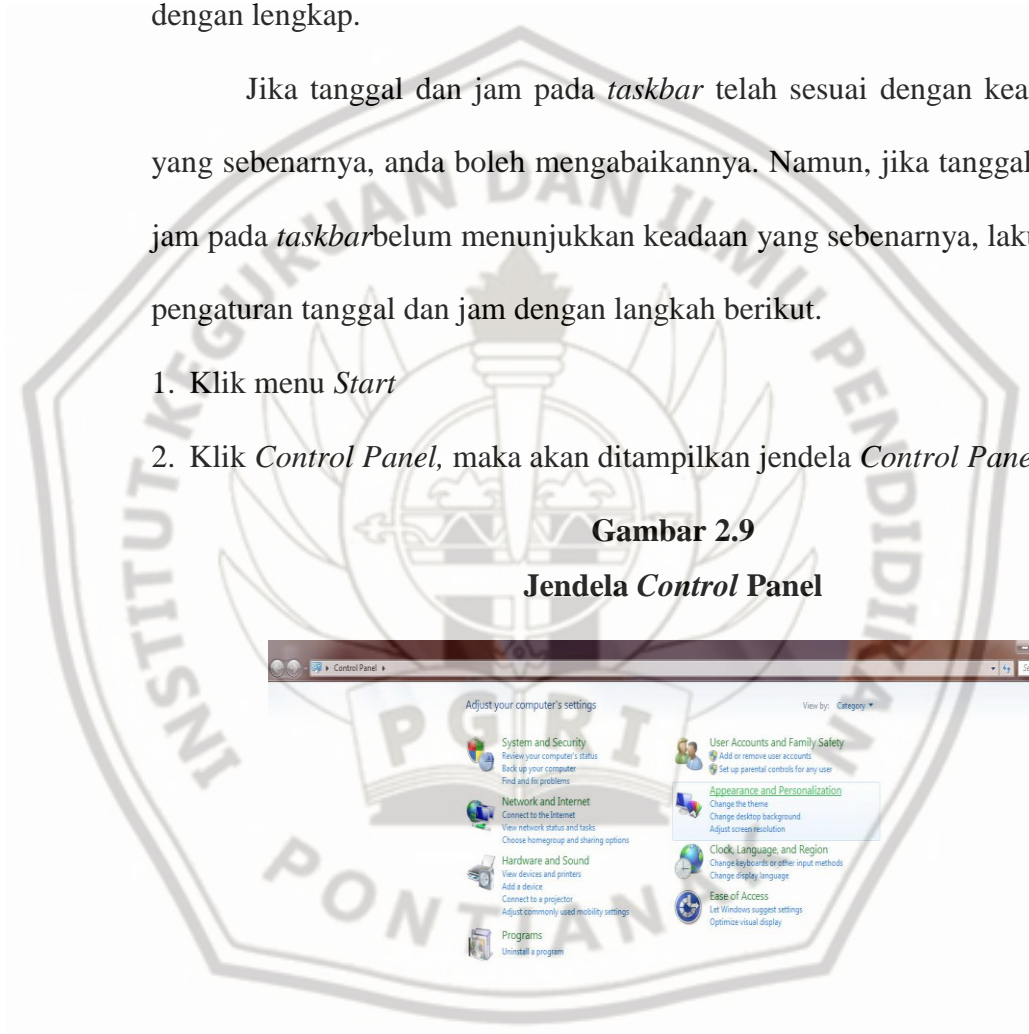 dengan lengkap.
Jika tanggal dan jam pada taskbar telah sesuai dengan kea
yang sebenarnya, anda boleh mengabaikannya. Namun, jika tanggal
jam pada taskbarbelum menunjukkan keadaan yang sebenarnya, laku
pengaturan tanggal dan jam dengan langkah berikut.
1. Klik menu Start
2. Klik Control Panel, maka akan ditampilkan jendela Control Pane
Gambar 2.9
Jendela Control Panel
Control Panel
Adjust your computer's settings
View by: Category
System and Security
Review your computer's status
Back up your computer
Find and fix problems
Network and Internet
Connect to the Internet
View network status and tasks
Choose homegroup and sharing options
Hardware and Sound
View devices and printers
Add a device
Connect to a projector
Adjust commonly used mobility settings
Programs
Uninstall a program
User Accounts and Family Safety
Add or remove user accounts
Set up parental controls for any user
Appearance and Personalization
Change the theme
Change desktop background
Adjust screen resolution
Clock, Language, and Region
Change keyboards or other input methods
Change display language
Ease of Access
Let Windows suggest settings
Optimize visual display
INSTITUT KEGURUAN DAN ILMU PENDIDIKAN
PGRI
PONTIANAK